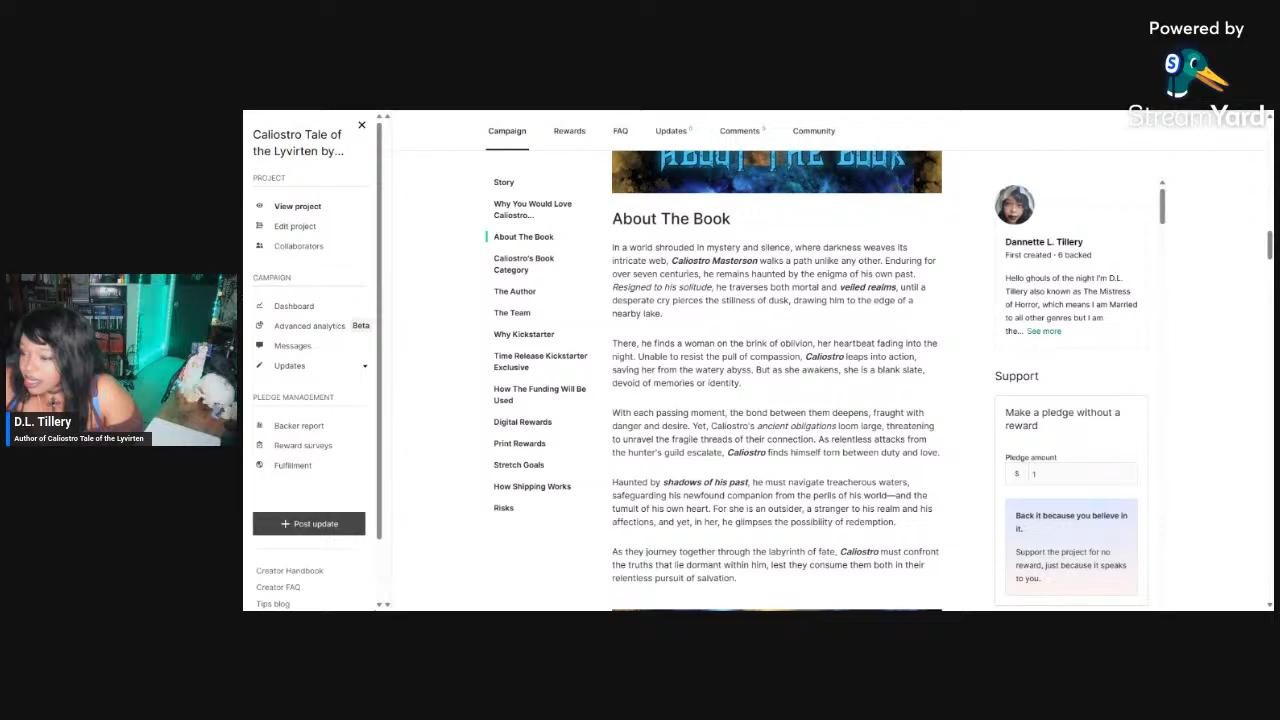 Powered by
S
StreamYard
Caliostro Tale of
the Lyvirten by...
PROJECT
View project
Edit project
Collaborators
CAMPAIGN
Dashboard
Advanced analytics Beta
Messages
Updates
PLEDGE MANAGEMENT
Backer report
Reward surveys
Fulfillment
Post update
Creator Handbook
Creator FAQ
Tips blog
D.L. Tillery
Author of Caliostro Tale of the Lyvirten
Campaign Rewards FAQ Updates Comments Community
Story
Why You Would Love
Caliostro...
About The Book
Caliostro's Book
Category
The Author
The Team
Why Kickstarter
Time Release Kickstarter
Exclusive
How The Funding Will Be
Used
Digital Rewards
Print Rewards
Stretch Goals
How Shipping Works
Risks
ABOUT THE BOOK
About The Book
In a world shrouded in mystery and silence, where darkness weaves its
intricate web, Caliostro Masterson walks a path unlike any other. Enduring for
over seven centuries, he remains haunted by the enigma of his own past.
Resigned to his solitude, he traverses both mortal and veiled realms, until a
desperate cry pierces the stillness of dusk, drawing him to the edge of a
nearby lake.
There, he finds a woman on the brink of oblivion, her heartbeat fading into the
night. Unable to resist the pull of compassion, Caliostro leaps into action,
saving her from the watery abyss. But as she awakens, she is a blank slate,
devoid of memories or identity.
With each passing moment, the bond between them deepens, fraught with
danger and desire. Yet, Caliostro's ancient obligations loom large, threatening
to unravel the fragile threads of their connection. As relentless attacks from
the hunter's guild escalate, Caliostro finds himself torn between duty and love.
Haunted by shadows of his past, he must navigate treacherous waters,
safeguarding his newfound companion from the perils of his world—and the
tumult of his own heart. For she is an outsider, a stranger to his realm and his
affections, and yet, in her, he glimpses the possibility of redemption.
As they journey together through the labyrinth of fate, Caliostro must confront
the truths that lie dormant within him, lest they consume them both in their
relentless pursuit of salvation.
Dannette L. Tillery
First created · 6 backed
Hello ghouls of the night I'm D.L.
Tillery also known as The Mistress
of Horror, which means I am Married
to all other genres but I am
the... See more
Support
Make a pledge without a
reward
Pledge amount
$ 1
Back it because you believe in
it.
Support the project for no
reward, just because it speaks
to you.